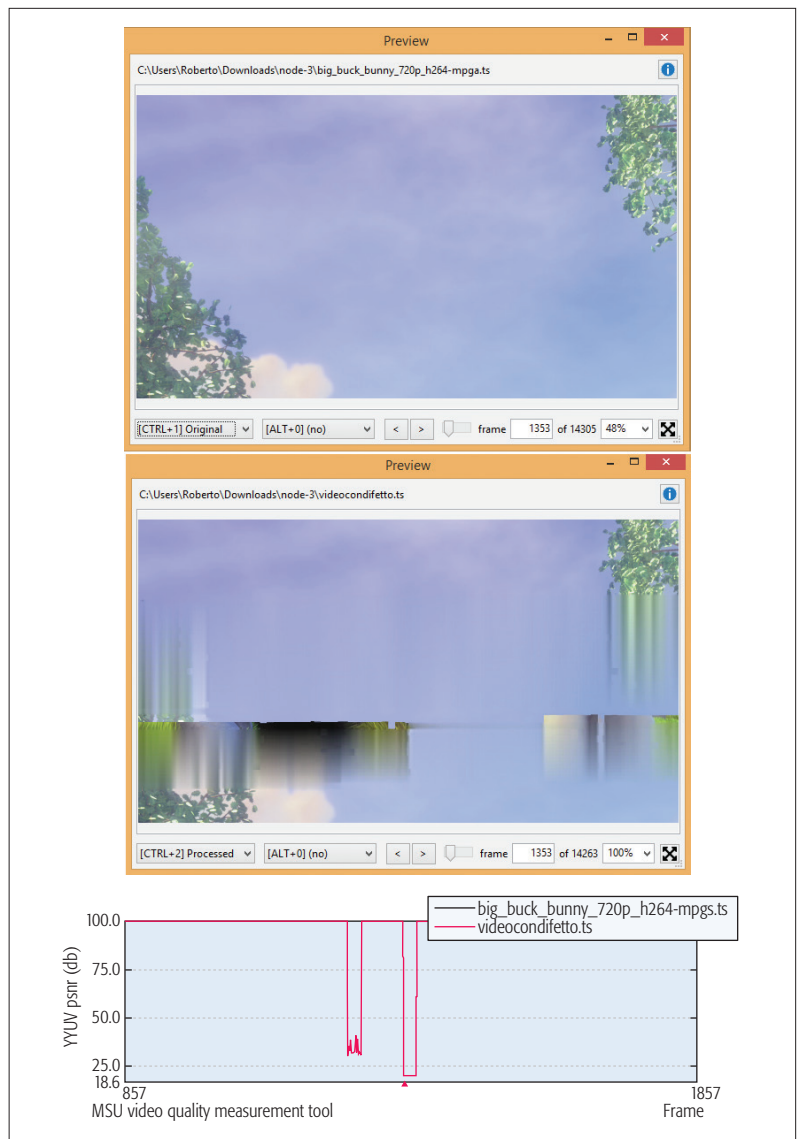 Preview
C:\Users\Roberto\Downloads\node-3\big_buck_bunny_720p_h264-mpga.ts
[CTRL+1] Original [ALT+0] (no) < > frame 1353 of 14305 48%
Preview
C:\Users\Roberto\Downloads\node-3\videocondifetto.ts
[CTRL+2] Processed [ALT+0] (no) < > frame 1353 of 14263 100%
big_buck_bunny_720p_h264-mpgs.ts
videocondifetto.ts
YYUV psnr (db)
100.0
75.0
50.0
25.0
18.6
857 1857
MSU video quality measurement tool Frame